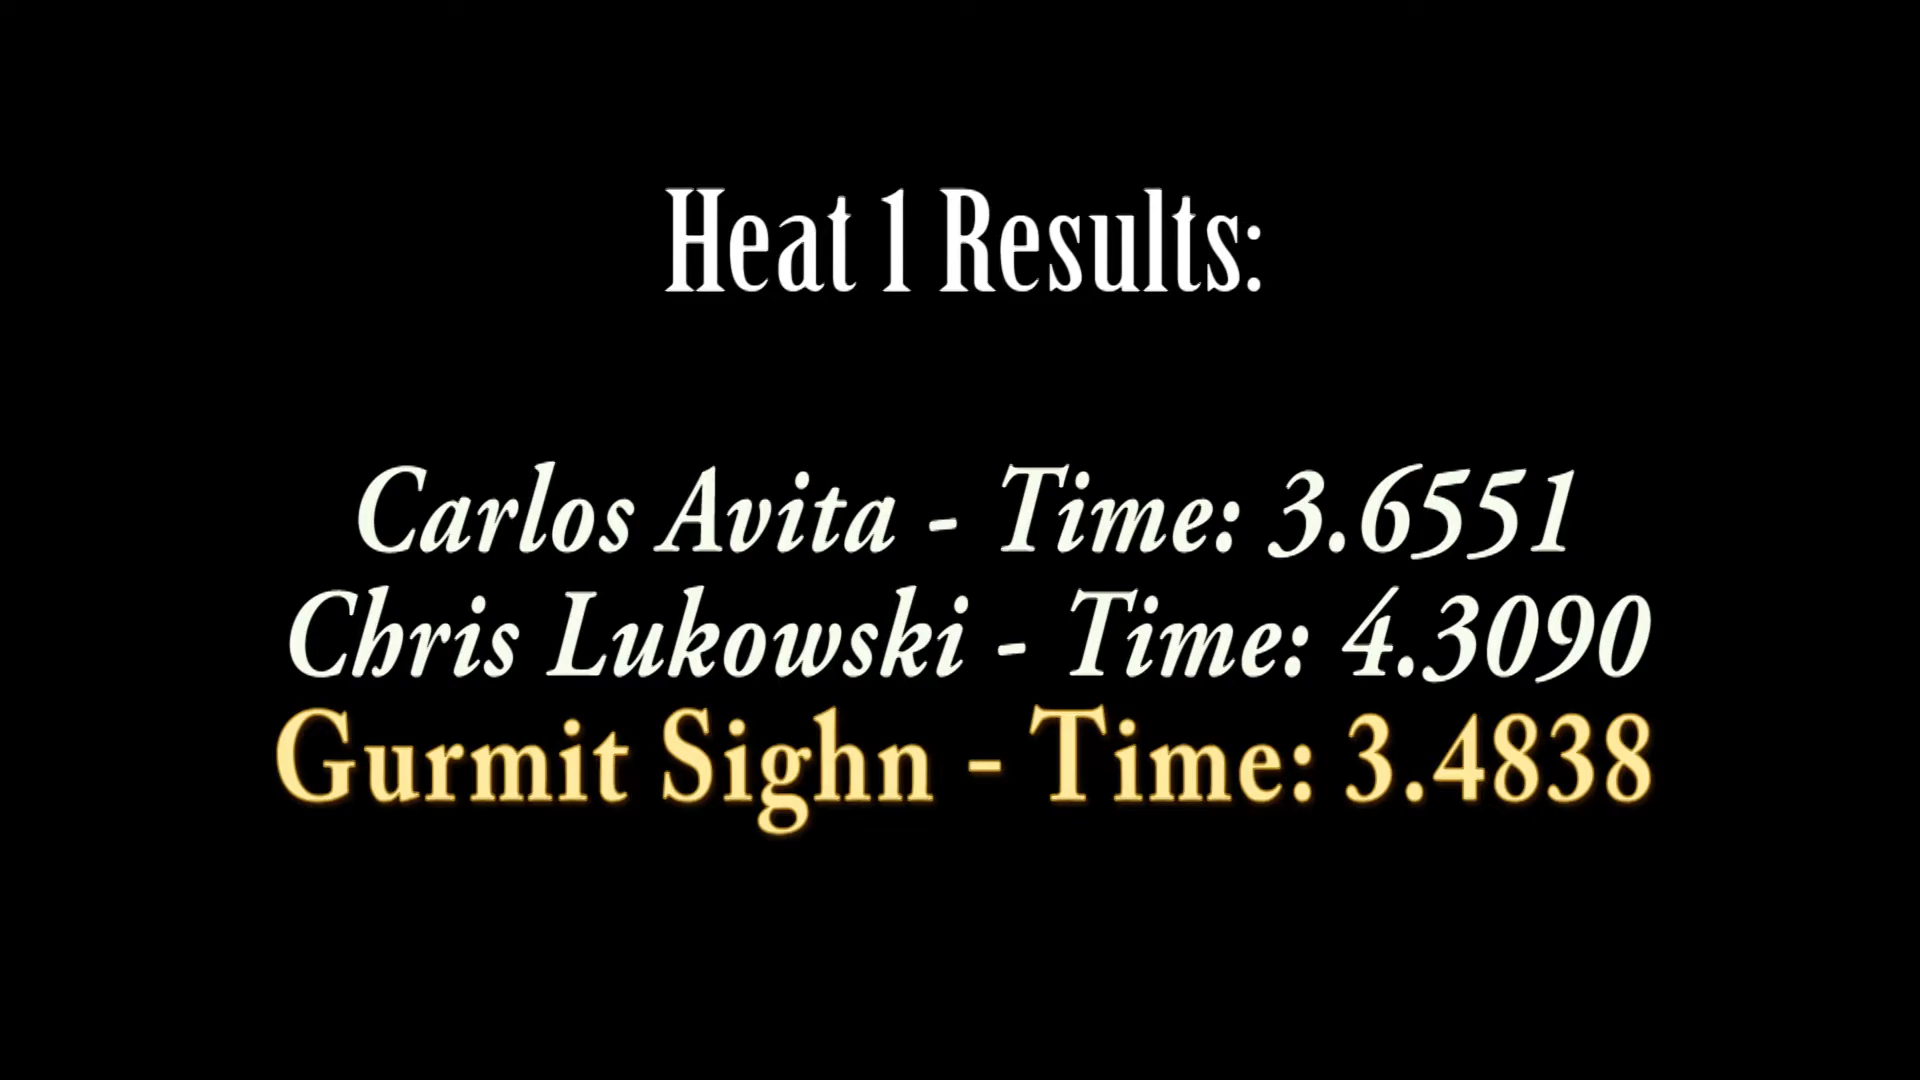 Heat 1 Results:
Carlos Avita - Time: 3.6551
Chris Lukowski - Time: 4.3090
Gurmit Sighn - Time: 3.4838